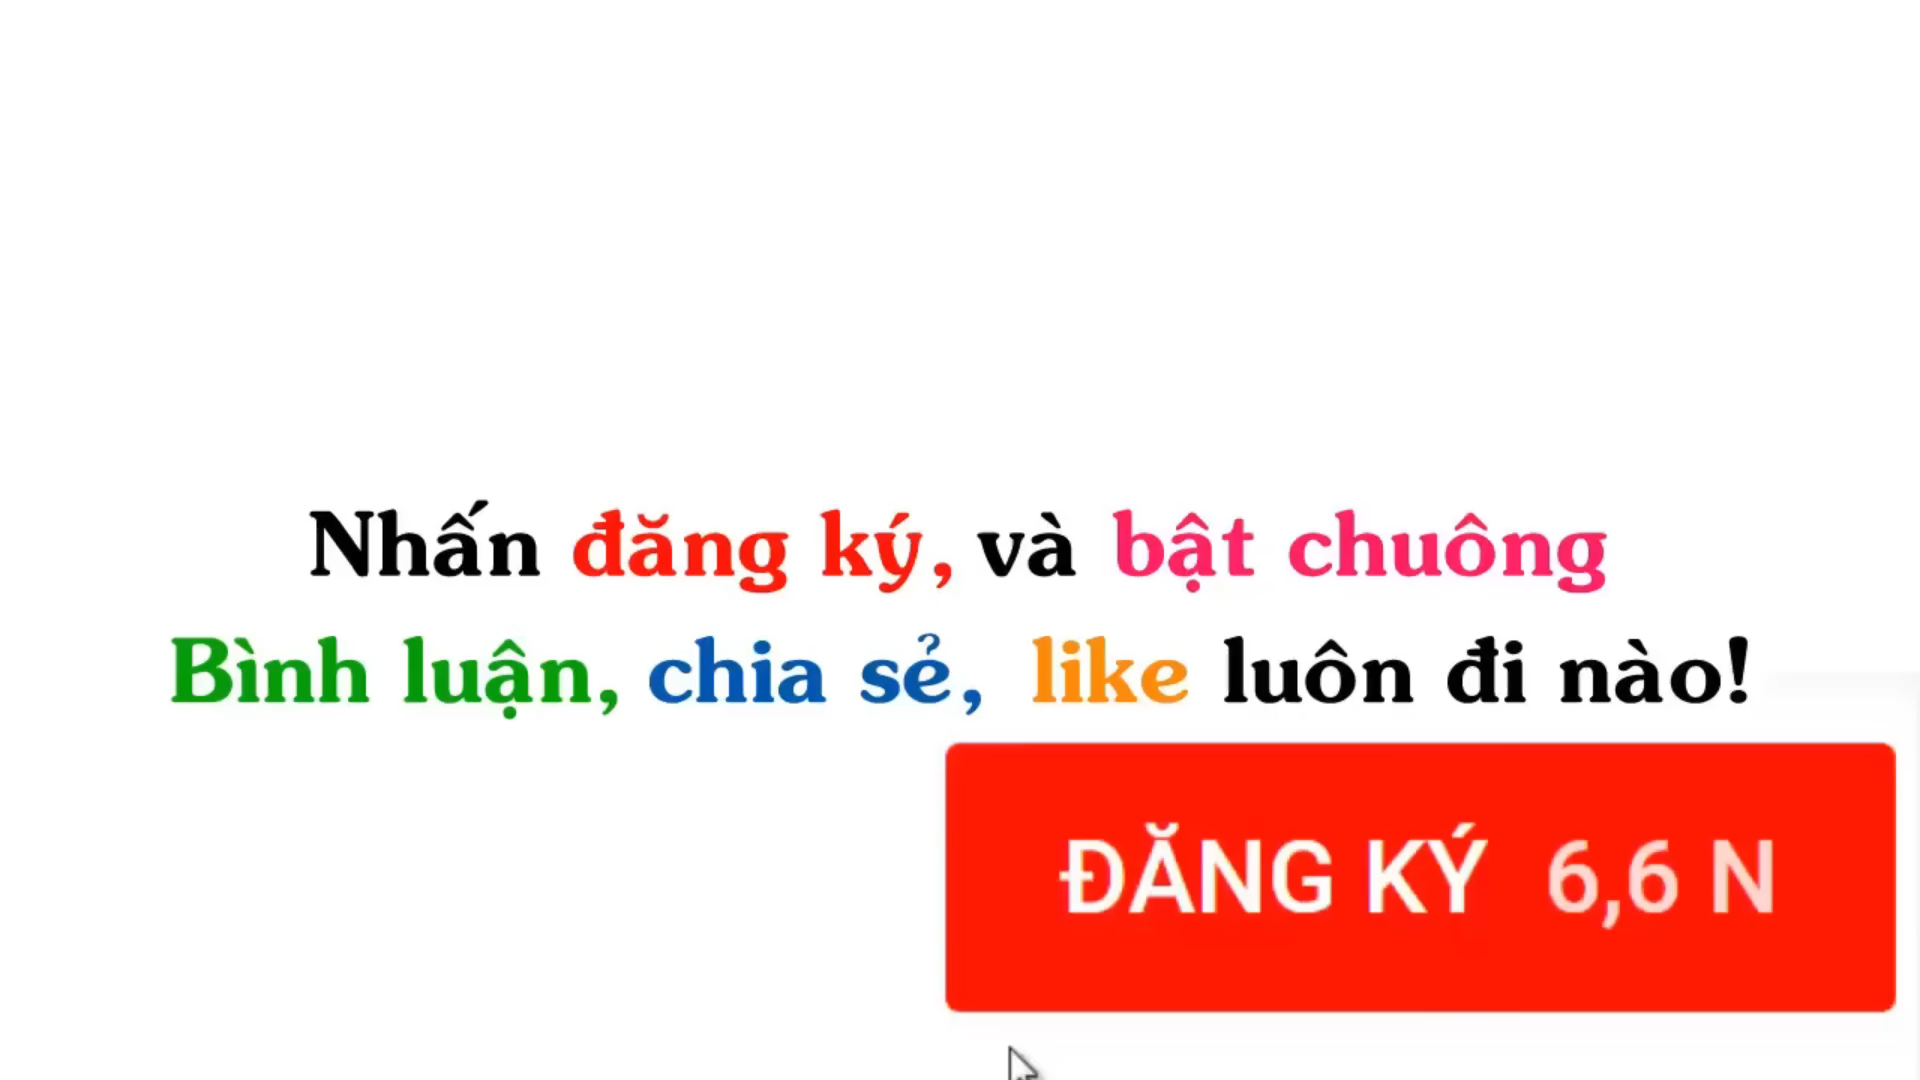 Nhấn đăng ký, và bật chuông
Bình luận, chia sẻ, like luôn đi nào!
ĐĂNG KÝ 6,6 N